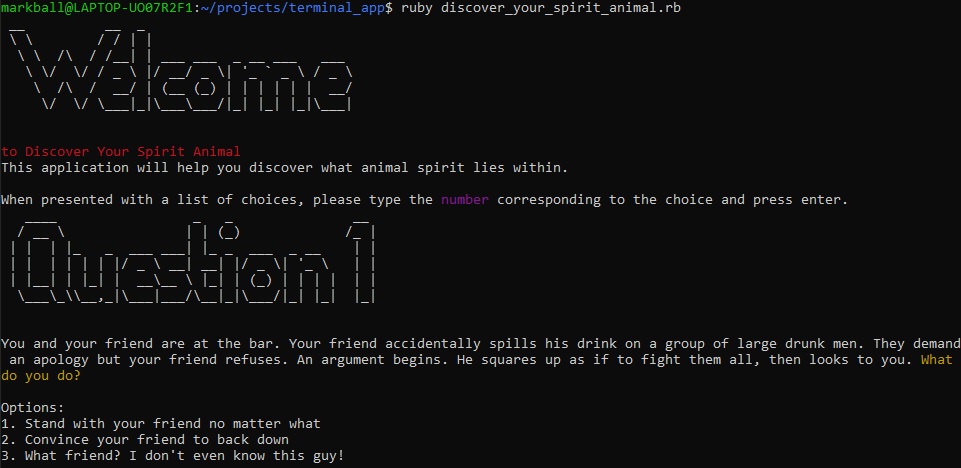 markball@LAPTOP-UO07R2F1:~/projects/terminal_app$ ruby discover_your_spirit_animal.rb
Welcome
to Discover Your Spirit Animal
This application will help you discover what animal spirit lies within.
When presented with a list of choices, please type the number corresponding to the choice and press enter.
Question 1
You and your friend are at the bar. Your friend accidentally spills his drink on a group of large drunk men. They demand
an apology but your friend refuses. An argument begins. He squares up as if to fight them all, then looks to you. What
do you do?
Options:
1. Stand with your friend no matter what
2. Convince your friend to back down
3. What friend? I don't even know this guy!